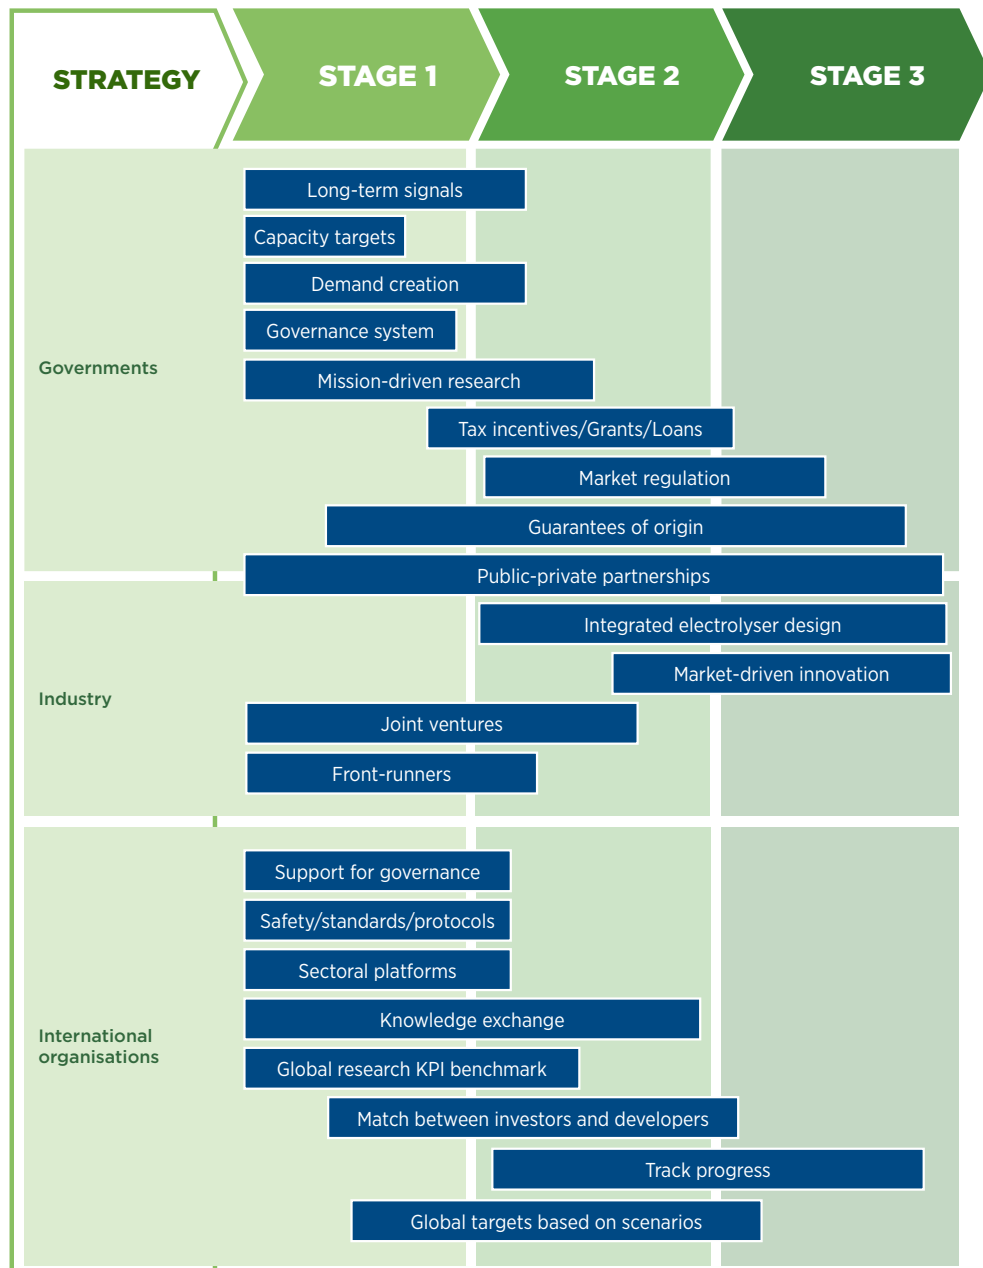 STRATEGY
STAGE 1
STAGE 2
STAGE 3
Governments
Long-term signals
Capacity targets
Demand creation
Governance system
Mission-driven research
Tax incentives/Grants/Loans
Market regulation
Guarantees of origin
Public-private partnerships
Industry
Integrated electrolyser design
Market-driven innovation
Joint ventures
Front-runners
International
organisations
Support for governance
Safety/standards/protocols
Sectoral platforms
Knowledge exchange
Global research KPI benchmark
Match between investors and developers
Track progress
Global targets based on scenarios